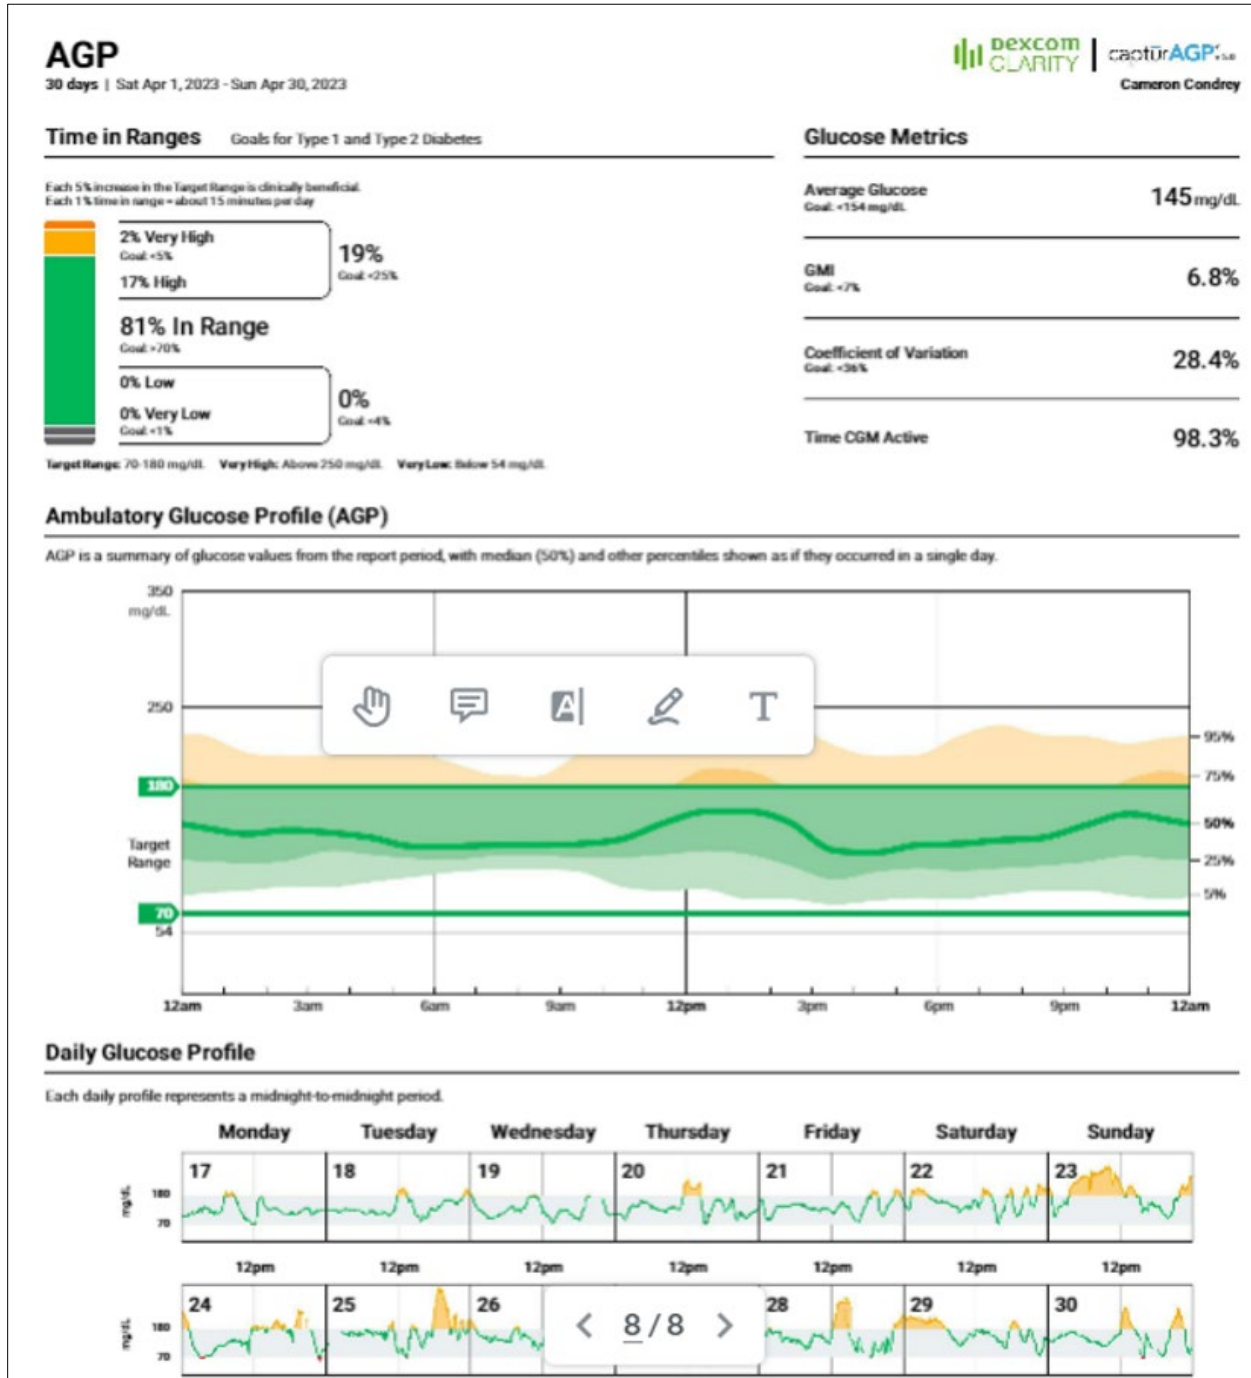 AGP
30 days | Sat Apr 1, 2023 - Sun Apr 30, 2023
Dexcom CLARITY | captūrAGP
Cameron Condrey
Time in Ranges Goals for Type 1 and Type 2 Diabetes
Each 5% increase in the Target Range is clinically beneficial.
Each 1% time in range = about 15 minutes per day
2% Very High
Goal: <5%
17% High
19%
Goal: <25%
81% In Range
Goal: >70%
0% Low
0% Very Low
Goal: <1%
0%
Goal: <4%
Target Range: 70-180 mg/dL Very High: Above 250 mg/dL Very Low: Below 54 mg/dL
Glucose Metrics
Average Glucose
Goal: <154 mg/dL
145 mg/dL
GMI
Goal: <7%
6.8%
Coefficient of Variation
Goal: <36%
28.4%
Time CGM Active
98.3%
Ambulatory Glucose Profile (AGP)
AGP is a summary of glucose values from the report period, with median (50%) and other percentiles shown as if they occurred in a single day.
350
mg/dL
250
180
Target
Range
70
54
95%
75%
50%
25%
5%
12am 3am 6am 9am 12pm 3pm 6pm 9pm 12am
A T
Daily Glucose Profile
Each daily profile represents a midnight-to-midnight period.
Monday Tuesday Wednesday Thursday Friday Saturday Sunday
17 18 19 20 21 22 23
mg/dL
180
70
12pm 12pm 12pm 12pm 12pm 12pm 12pm
24 25 26 28 29 30
mg/dL
180
70
8 / 8